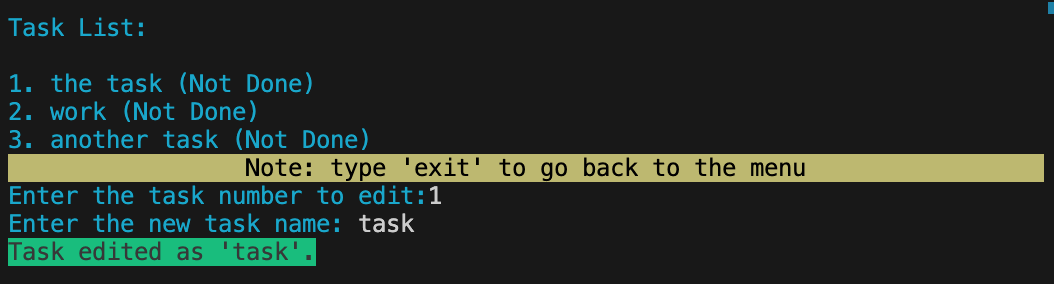 Task List:
1. the task (Not Done)
2. work (Not Done)
3. another task (Not Done)
Note: type 'exit' to go back to the menu
Enter the task number to edit:1
Enter the new task name: task
Task edited as 'task'.